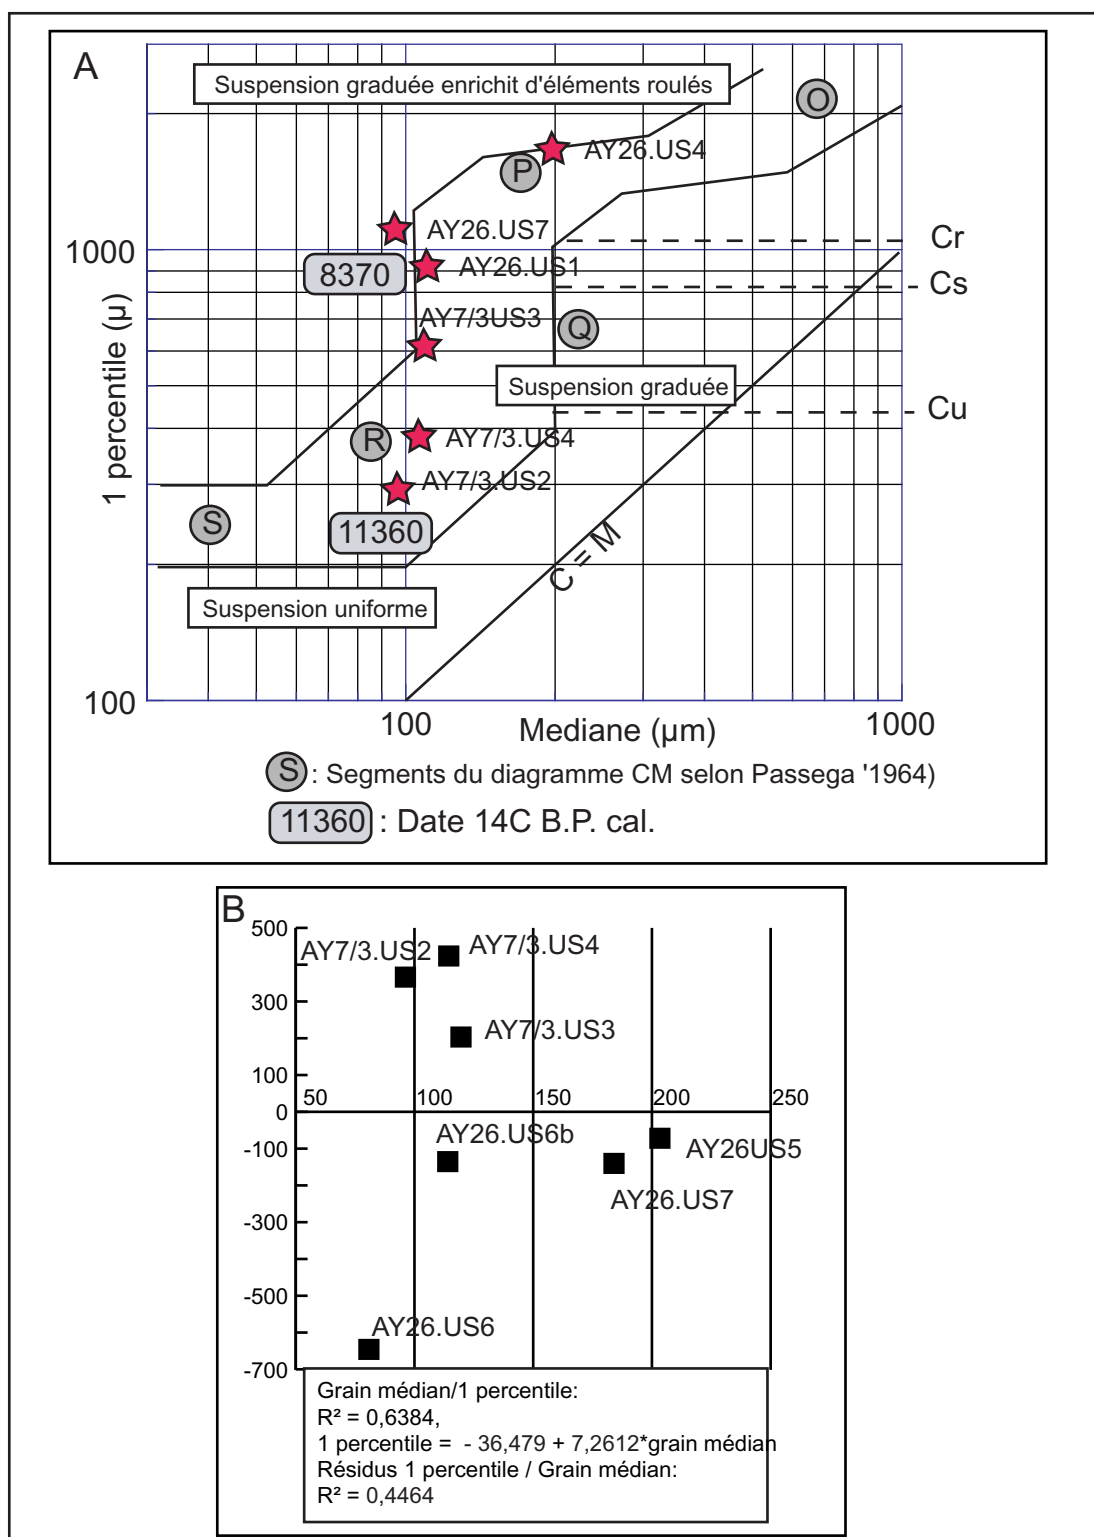 A
Suspension graduée enrichit d'éléments roulés
O
P
AY26.US4
AY26.US7
Cr
1000
8370
AY26.US1
Cs
AY7/3US3
Q
1 percentile (µ)
Suspension graduée
Cu
R
AY7/3.US4
AY7/3.US2
S
11360
C = M
Suspension uniforme
100
100
Mediane (µm)
1000
S : Segments du diagramme CM selon Passega '1964)
11360 : Date 14C B.P. cal.
B
500
AY7/3.US2
AY7/3.US4
300
AY7/3.US3
100
50
100
150
200
250
0
AY26.US6b
-100
AY26US5
AY26.US7
-300
-500
AY26.US6
-700
Grain médian/1 percentile:
R² = 0,6384,
1 percentile = - 36,479 + 7,2612*grain médian
Résidus 1 percentile / Grain médian:
R² = 0,4464